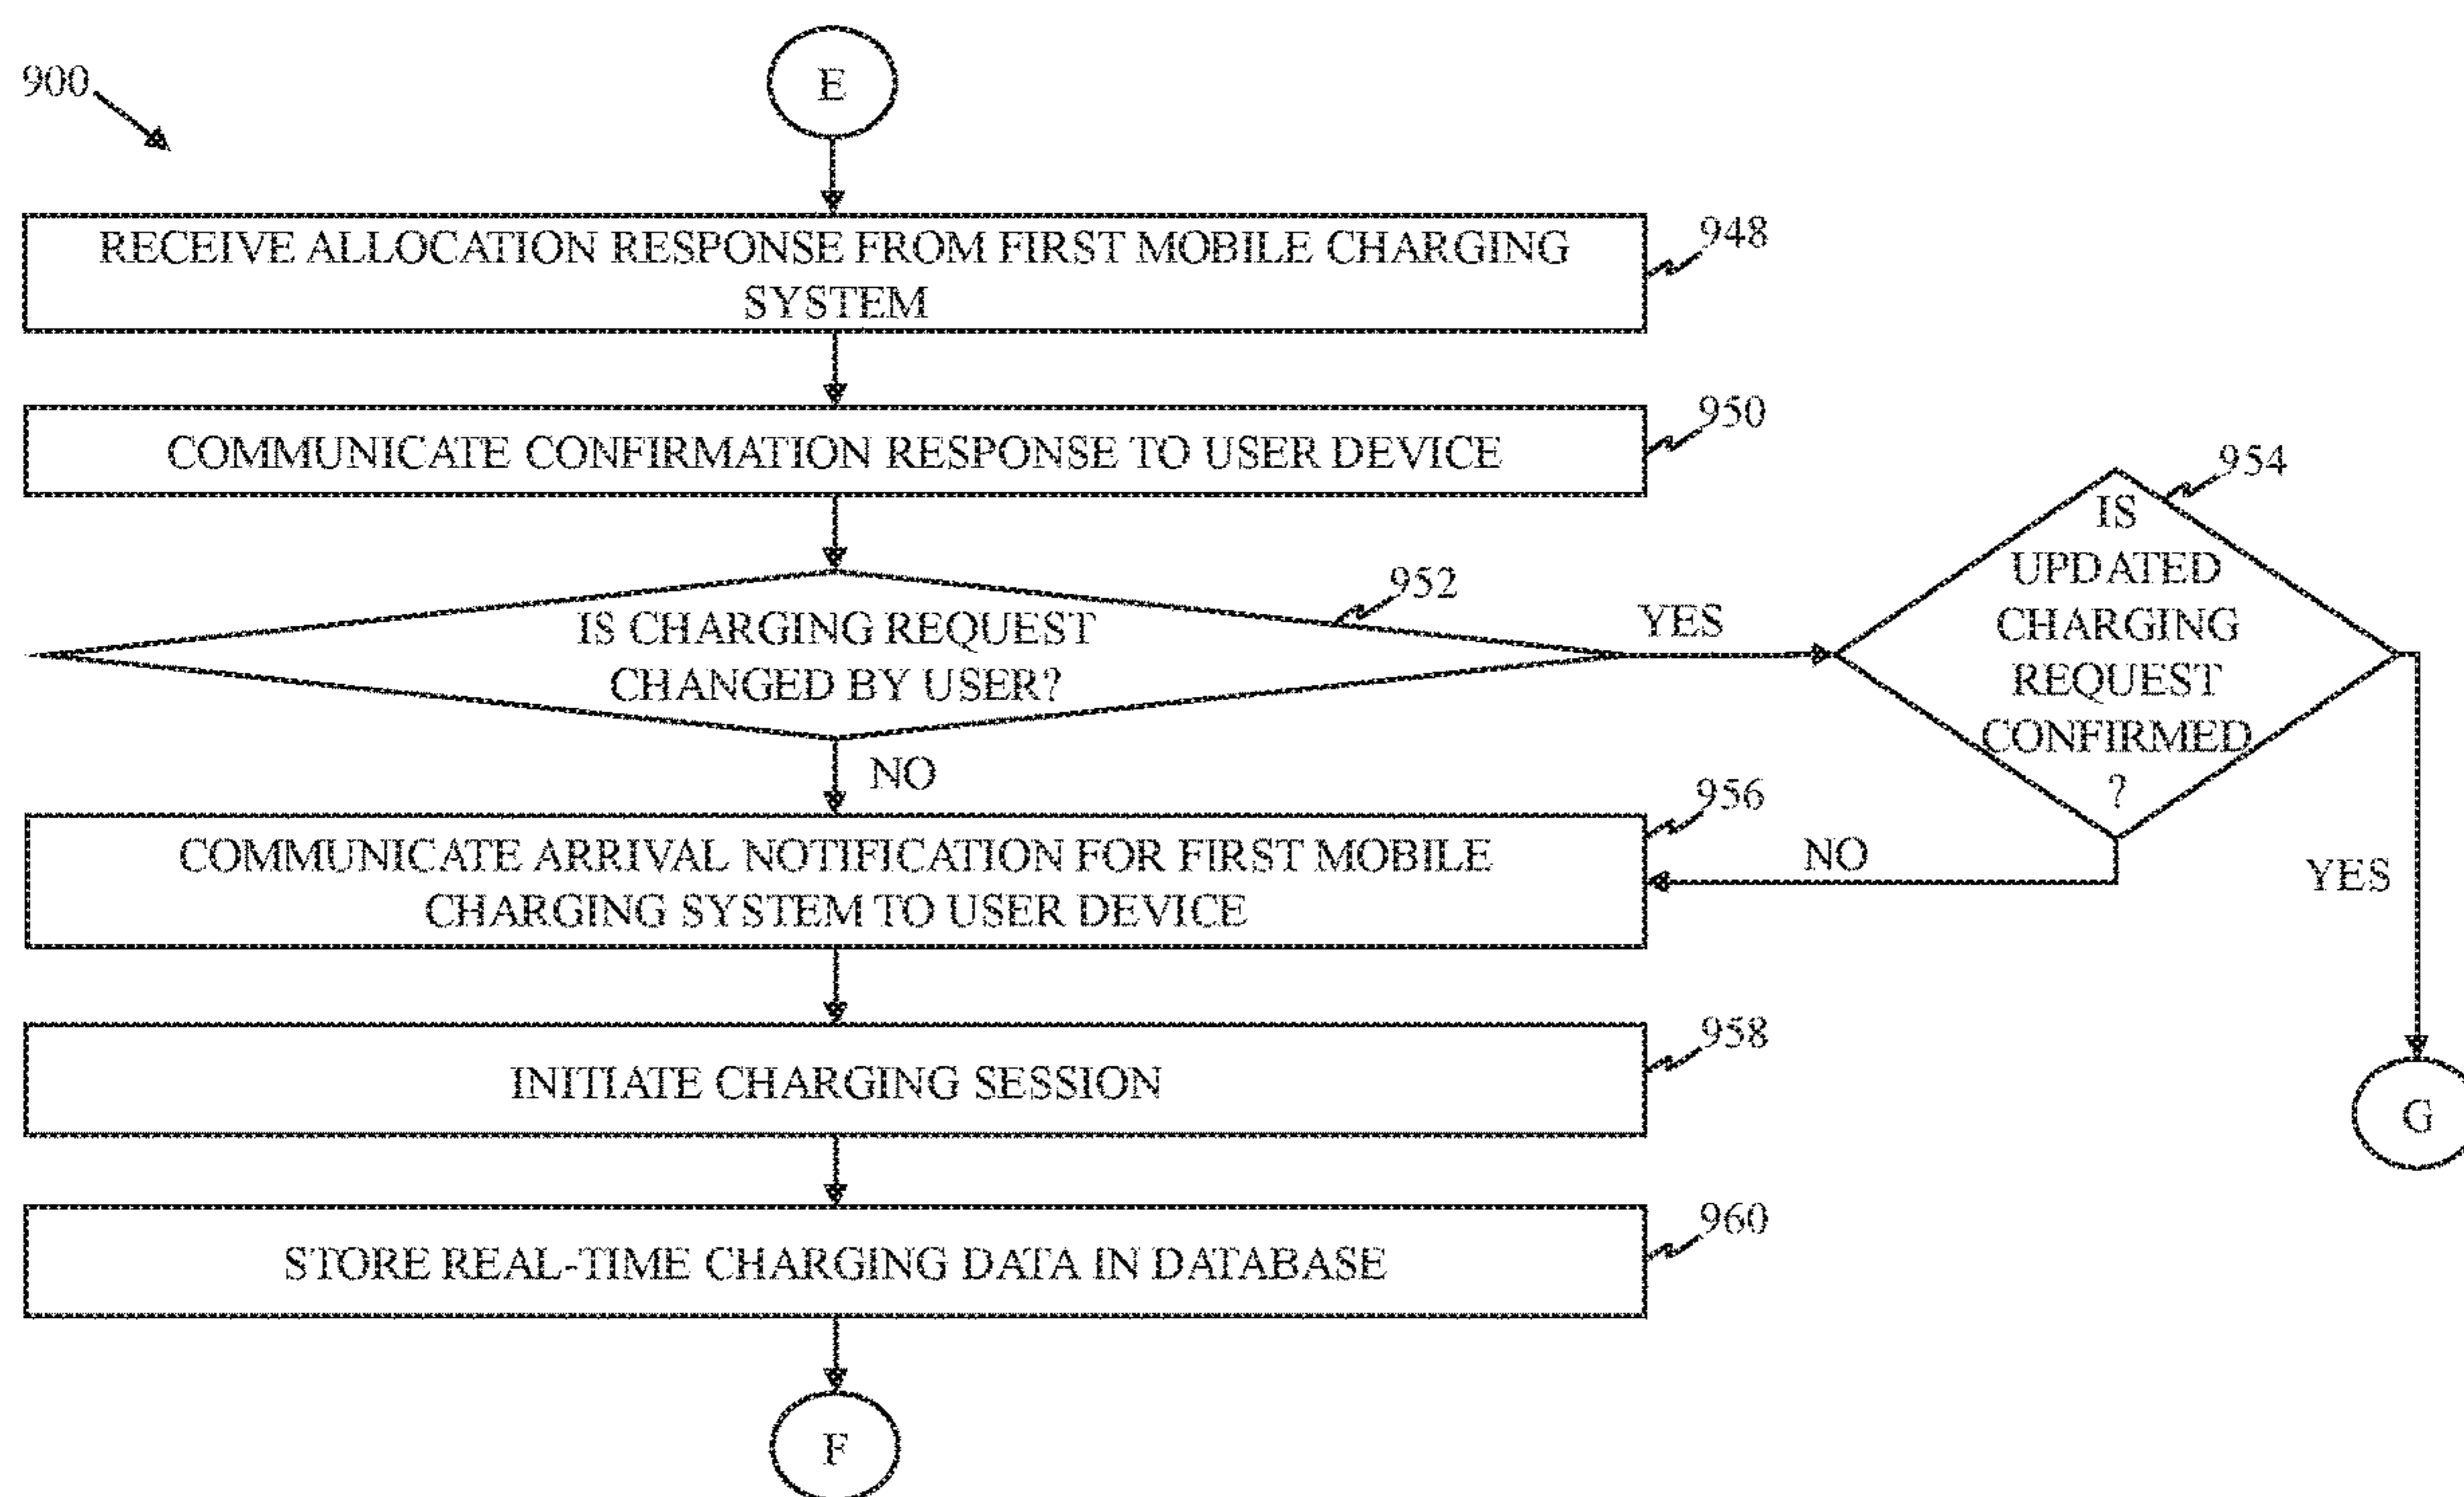 900
E
RECEIVE ALLOCATION RESPONSE FROM FIRST MOBILE CHARGING
SYSTEM
948
COMMUNICATE CONFIRMATION RESPONSE TO USER DEVICE
950
IS CHARGING REQUEST
CHANGED BY USER?
952
YES
NO
IS
UPDATED
CHARGING
REQUEST
CONFIRMED
?
954
NO
YES
COMMUNICATE ARRIVAL NOTIFICATION FOR FIRST MOBILE
CHARGING SYSTEM TO USER DEVICE
956
INITIATE CHARGING SESSION
958
G
STORE REAL-TIME CHARGING DATA IN DATABASE
960
F